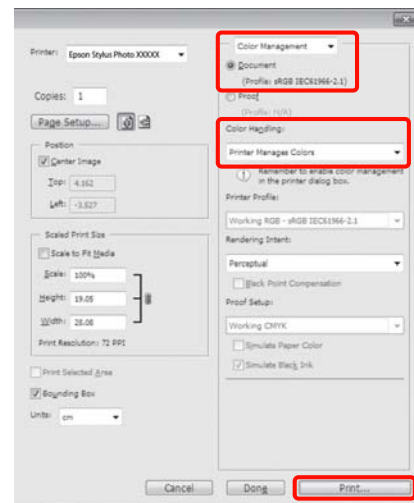 Printer: Epson Stylus Photo XXXXX
Copies: 1
Page Setup...
Position
Center Image
Top: 4.162
Left: -3.527
Scaled Print Size
Scale to Fit Media
Scale: 100%
Height: 19.05
Width: 28.08
Print Resolution: 72 PPI
Print Selected Area
Bounding Box
Units: cm
Color Management
Document
(Profile: sRGB IEC61966-2.1)
Proof
(Profile: N/A)
Color Handling:
Printer Manages Colors
Remember to enable color management
in the printer dialog box.
Printer Profile:
Working RGB - sRGB IEC61966-2.1
Rendering Intent:
Perceptual
Black Point Compensation
Proof Setup:
Working CMYK
Simulate Paper Color
Simulate Black Ink
Cancel
Done
Print...